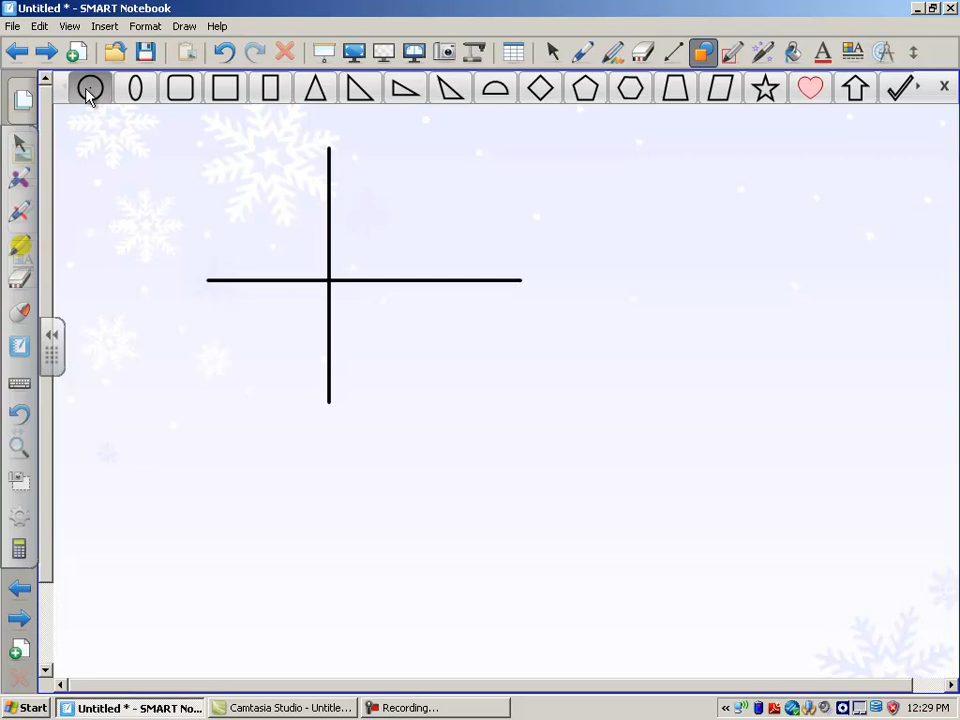 Untitled * - SMART Notebook
File Edit View Insert Format Draw Help
Start Untitled * - SMART No... Camtasia Studio - Untitle... Recording... 12:29 PM